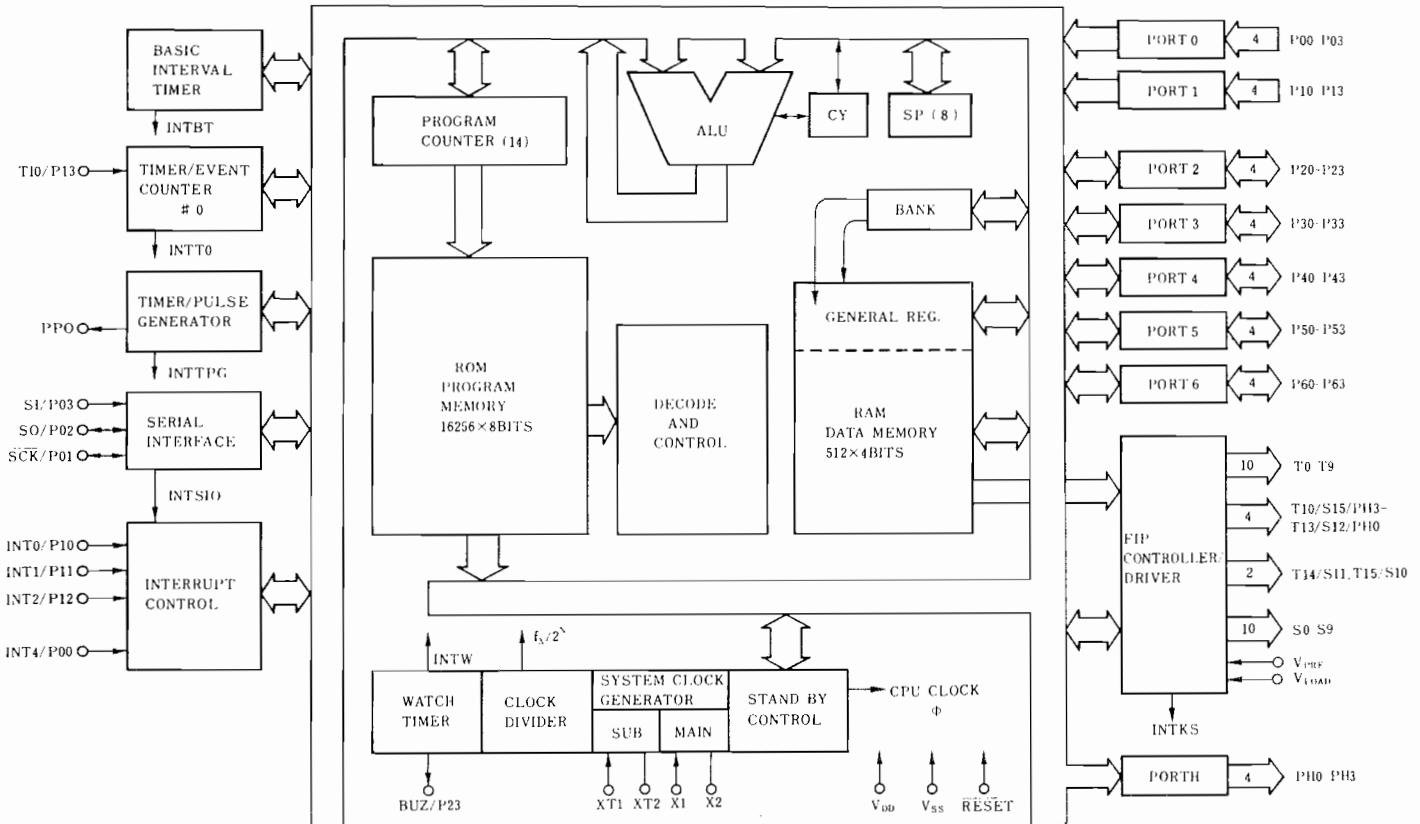 BASIC
INTERVAL
TIMER
INTBT
TI0/P13
TIMER/EVENT
COUNTER
#0
INTT0
TIMER/PULSE
GENERATOR
PPO
INTTPG
SI/P03
SO/P02
SCK/P01
SERIAL
INTERFACE
INTSIO
INT0/P10
INT1/P11
INT2/P12
INT4/P00
INTERRUPT
CONTROL
PROGRAM
COUNTER (14)
ALU
CY
SP (8)
BANK
ROM
PROGRAM
MEMORY
16256×8BITS
DECODE
AND
CONTROL
GENERAL REG.
RAM
DATA MEMORY
512×4BITS
INTW
WATCH
TIMER
CLOCK
DIVIDER
SYSTEM CLOCK
GENERATOR
SUB
MAIN
STAND BY
CONTROL
CPU CLOCK
Φ
BUZ/P23
XT1
XT2
X1
X2
VDD
VSS
RESET
PORT 0
4
P00 P03
PORT 1
4
P10 P13
PORT 2
4
P20-P23
PORT 3
4
P30-P33
PORT 4
4
P40 P43
PORT 5
4
P50-P53
PORT 6
4
P60-P63
FIP
CONTROLLER/
DRIVER
10
T0 T9
4
T10/S15/PH3-
T13/S12/PH0
2
T14/S11,T15/S10
10
S0 S9
VPRE
VLOAD
INTKS
PORTH
4
PH0 PH3